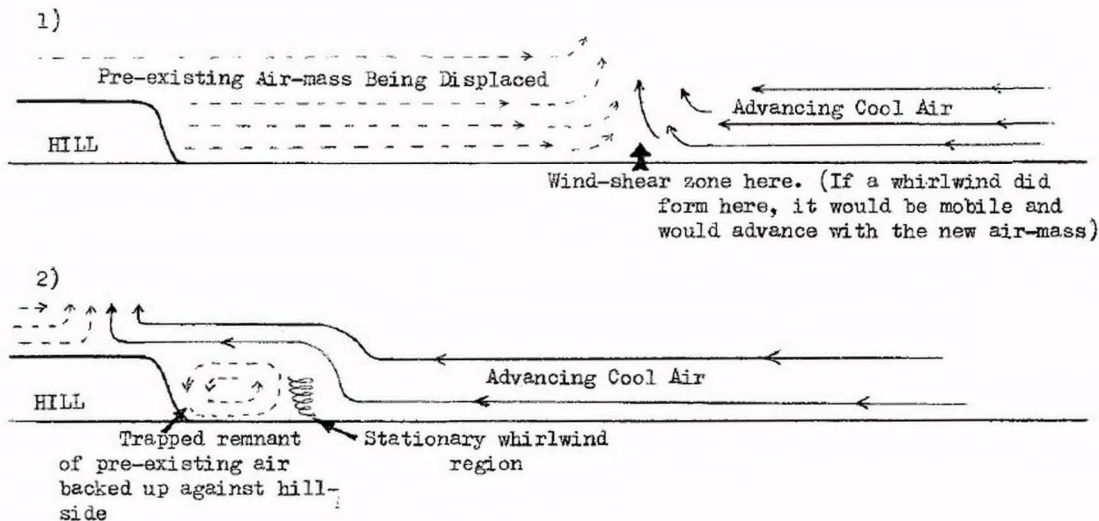 1)
Pre-existing Air-mass Being Displaced
Advancing Cool Air
HILL
Wind-shear zone here. (If a whirlwind did
form here, it would be mobile and
would advance with the new air-mass)
2)
Advancing Cool Air
HILL
Trapped remnant
of pre-existing air
backed up against hill-
side
Stationary whirlwind
region